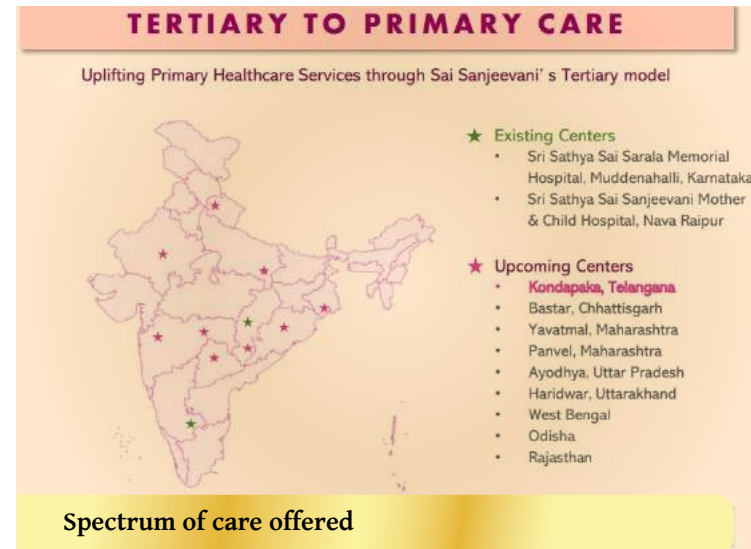 TERTIARY TO PRIMARY CARE
Uplifting Primary Healthcare Services through Sai Sanjeevani's Tertiary model
★ Existing Centers
• Sri Sathya Sai Sarala Memorial
Hospital, Muddenahalli, Karnataka
• Sri Sathya Sai Sanjeevani Mother
& Child Hospital, Nava Raipur
★ Upcoming Centers
• Kondapaka, Telangana
• Bastar, Chhattisgarh
• Yavatmal, Maharashtra
• Panvel, Maharashtra
• Ayodhya, Uttar Pradesh
• Haridwar, Uttarakhand
• West Bengal
• Odisha
• Rajasthan
Spectrum of care offered